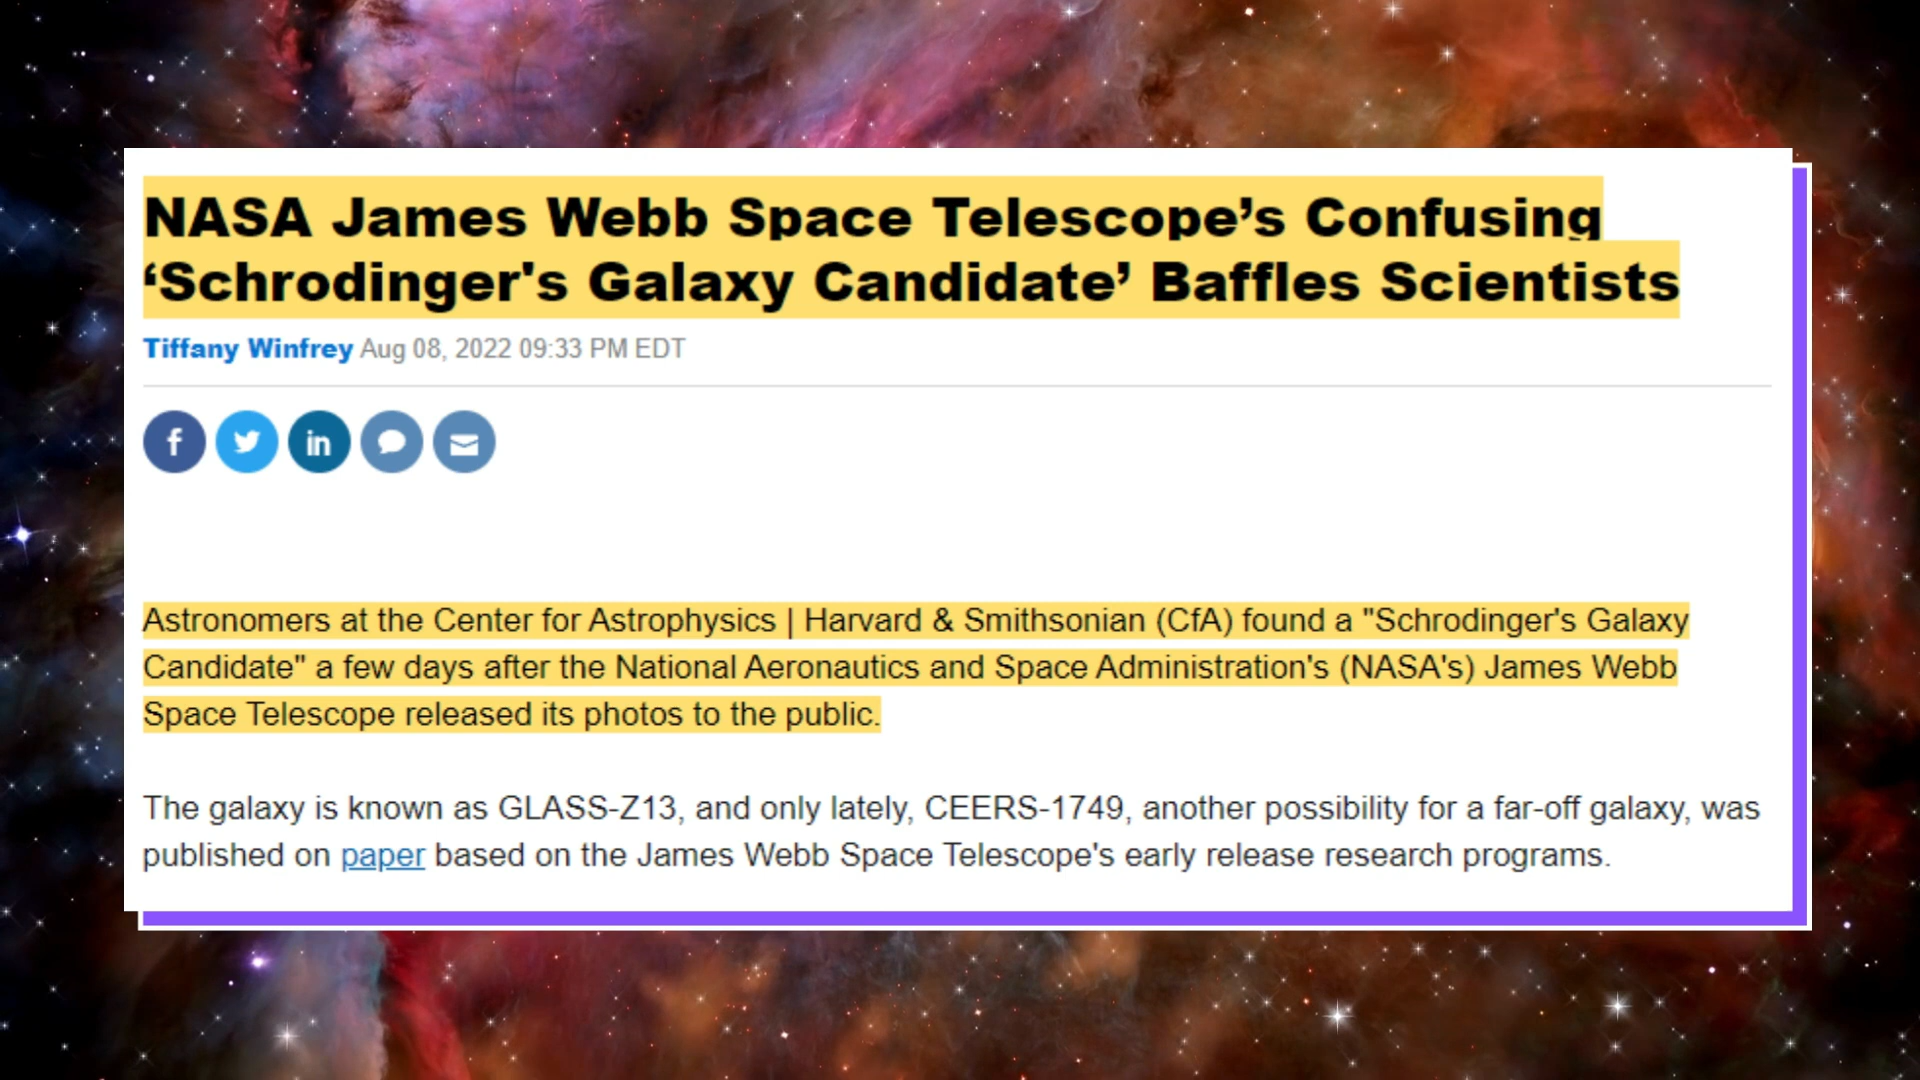 NASA James Webb Space Telescope’s Confusing
‘Schrodinger's Galaxy Candidate’ Baffles Scientists
Tiffany Winfrey Aug 08, 2022 09:33 PM EDT
f in
Astronomers at the Center for Astrophysics | Harvard & Smithsonian (CfA) found a "Schrodinger's Galaxy
Candidate" a few days after the National Aeronautics and Space Administration's (NASA's) James Webb
Space Telescope released its photos to the public.
The galaxy is known as GLASS-Z13, and only lately, CEERS-1749, another possibility for a far-off galaxy, was
published on paper based on the James Webb Space Telescope's early release research programs.